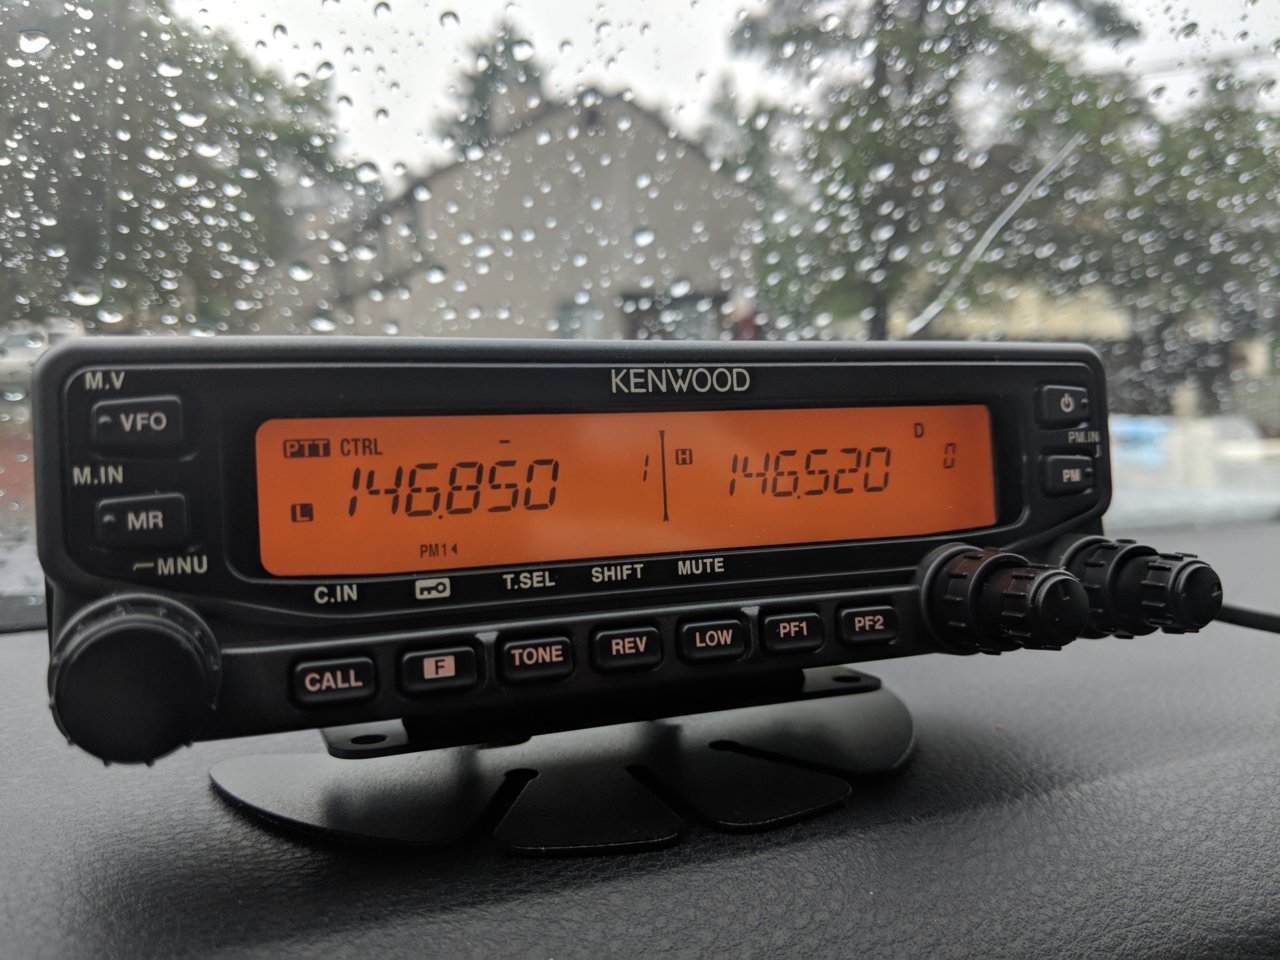 KENWOOD
M.V
VFO
M.IN
MR
MNU
PTT CTRL
L 146.850 1
PM1
H 146.520 D 0
PM.IN
PM
C.IN T.SEL SHIFT MUTE
CALL F TONE REV LOW PF1 PF2